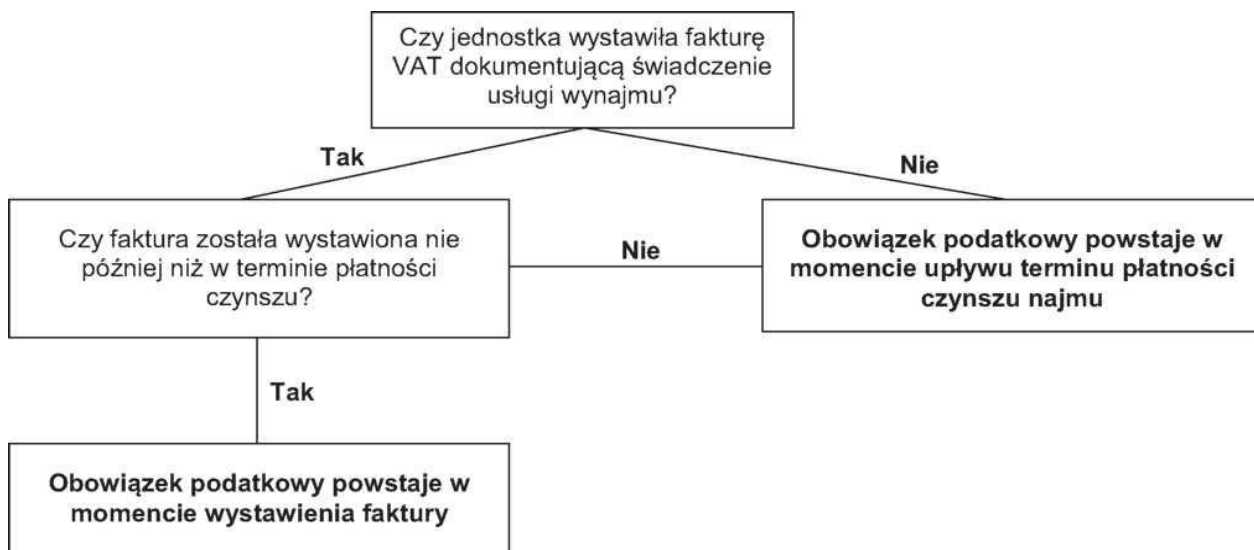 Czy jednostka wystawiła fakturę
VAT dokumentującą świadczenie
usługi wynajmu?
Tak
Nie
Czy faktura została wystawiona nie
później niż w terminie płatności
czynszu?
Nie
Obowiązek podatkowy powstaje w
momencie upływu terminu płatności
czynszu najmu
Tak
Obowiązek podatkowy powstaje w
momencie wystawienia faktury